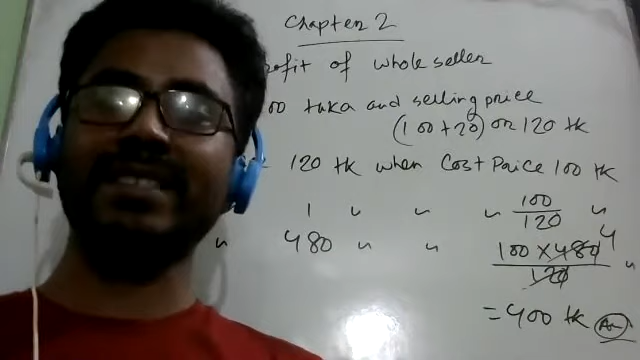 Chapter 2
ofit of whole seller
00 taka and selling price
(100+20) or 120 tk
120 tk when Cost Price 100 tk
1 " " " 100/120 "
" 480 " " 100 × 480 / 120 4 "
= 400 tk Ans